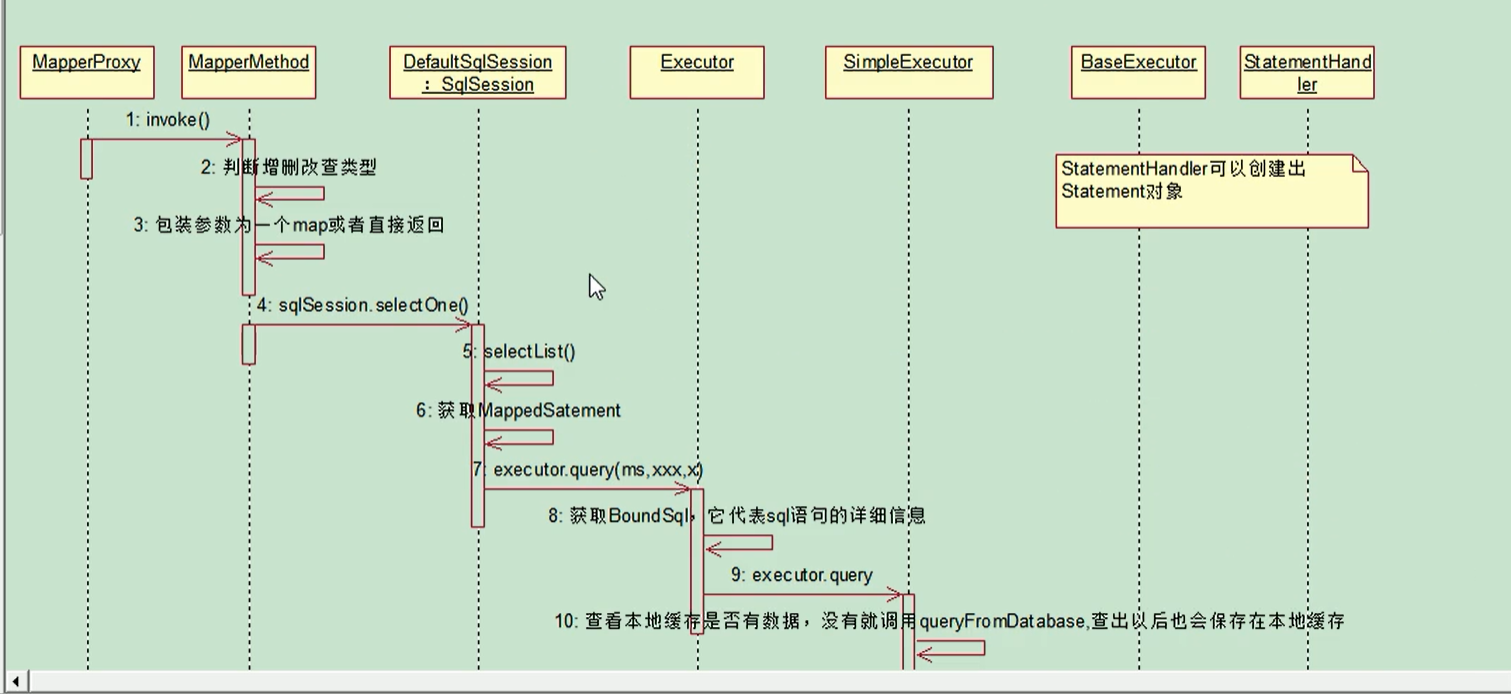 MapperProxy
MapperMethod
DefaultSqlSession
: SqlSession
Executor
SimpleExecutor
BaseExecutor
StatementHand
ler
1: invoke()
StatementHandler可以创建出
Statement对象
2: 判断增删改查类型
3: 包装参数为一个map或者直接返回
4: sqlSession.selectOne()
5: selectList()
6: 获取MappedSatement
7: executor.query(ms,xxx,x)
8: 获取BoundSql，它代表sql语句的详细信息
9: executor.query
10: 查看本地缓存是否有数据，没有就调用queryFromDatabase,查出以后也会保存在本地缓存